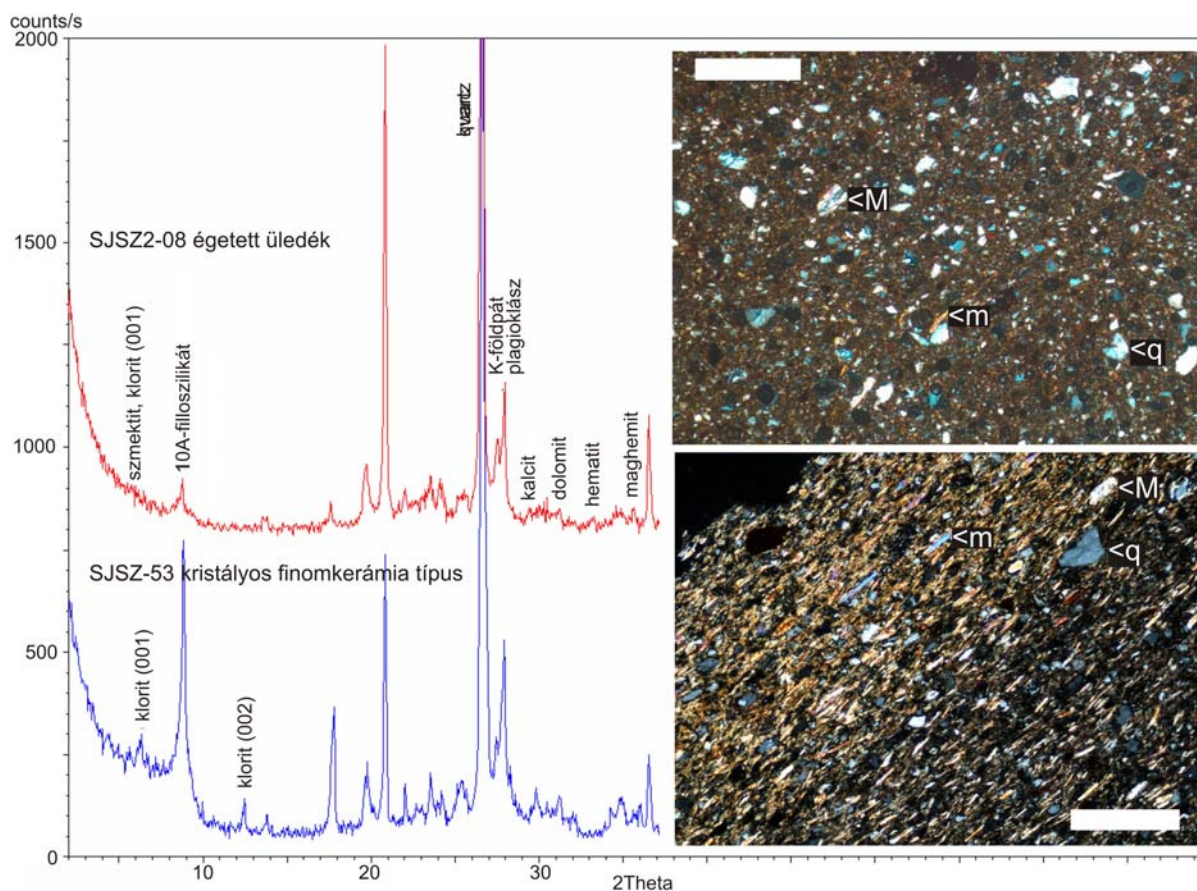 counts/s
2000
1500
1000
500
0
10
20
30
2Theta
SJSZ2-08 égetett üledék
szmektit, klorit (001)
10A-filloszilikát
kvarc
quartz
K-földpát
plagioklász
kalcit
dolomit
hematit
maghemit
SJSZ-53 kristályos finomkerámia típus
klorit (001)
klorit (002)
<M
<m
<q
<M
<m
<q